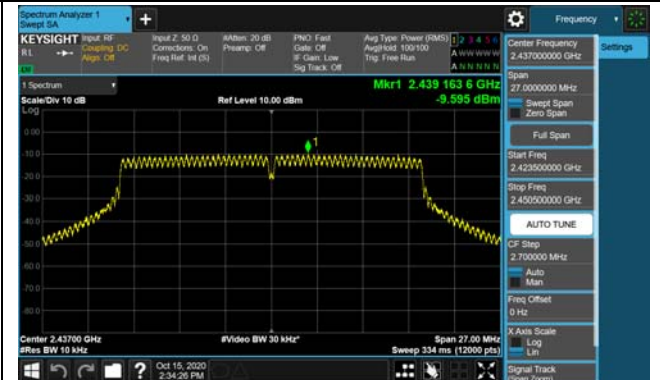 Spectrum Analyzer 1
Swept SA
+
Frequency
KEYSIGHT
Input: RF
Input Z: 50 Ω
#Atten: 20 dB
PNO: Fast
Avg Type: Power (RMS)
1 2 3 4 5 6
RL
Coupling: DC
Corrections: On
Preamp: Off
Gate: Off
Avg|Hold: 100/100
A W W W W W
Align: Off
Freq Ref: Int (S)
IF Gain: Low
Trig: Free Run
Sig Track: Off
A N N N N N
1 Spectrum
Mkr1 2.439 163 6 GHz
Scale/Div 10 dB
Ref Level 10.00 dBm
-9.595 dBm
Log
0.00
-10.0
-20.0
-30.0
-40.0
-50.0
-60.0
-70.0
-80.0
1
Center 2.43700 GHz
#Video BW 30 kHz*
Span 27.00 MHz
#Res BW 10 kHz
Sweep 334 ms (12000 pts)
Oct 15, 2020
2:34:26 PM
?
Center Frequency
2.437000000 GHz
Settings
Span
27.0000000 MHz
Swept Span
Zero Span
Full Span
Start Freq
2.423500000 GHz
Stop Freq
2.450500000 GHz
AUTO TUNE
CF Step
2.700000 MHz
Auto
Man
Freq Offset
0 Hz
X Axis Scale
Log
Lin
Signal Track
(Span Zoom)